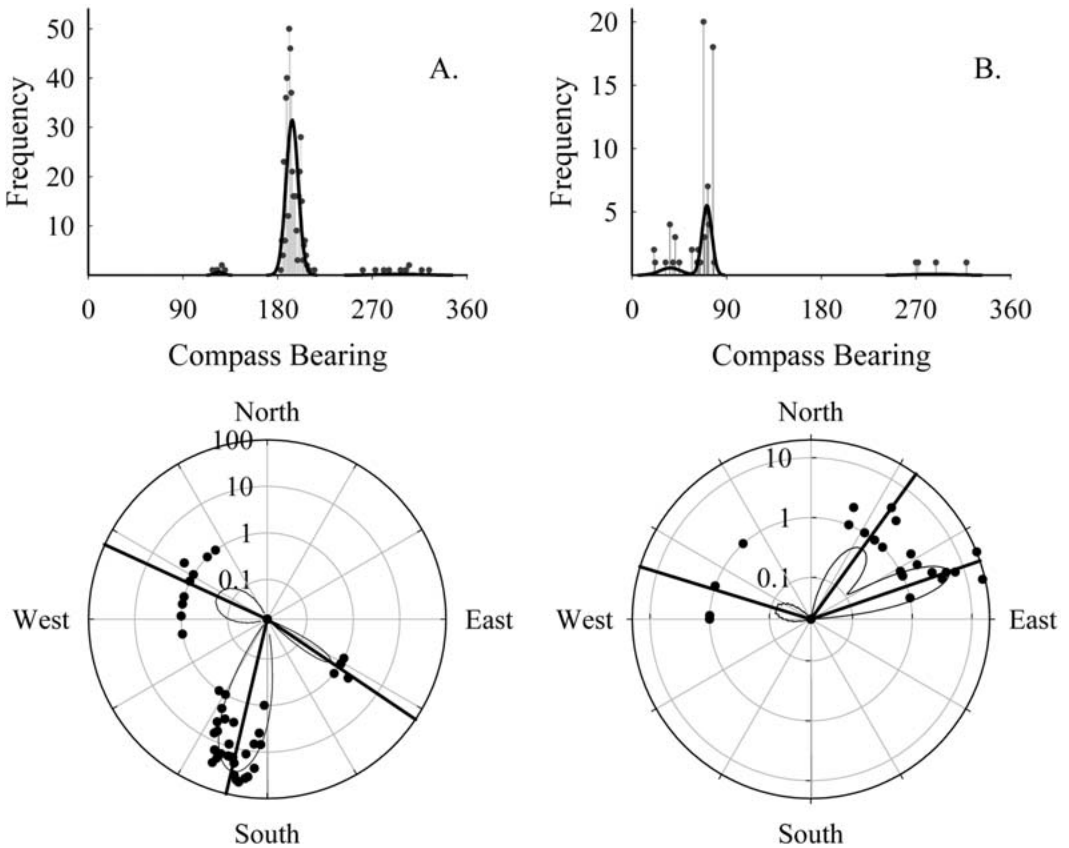 50
40
30
20
10
Frequency
A.
0 90 180 270 360
Compass Bearing
20
15
10
5
Frequency
B.
0 90 180 270 360
Compass Bearing
North
100
10
1
0.1
West
East
South
North
10
1
0.1
West
East
South